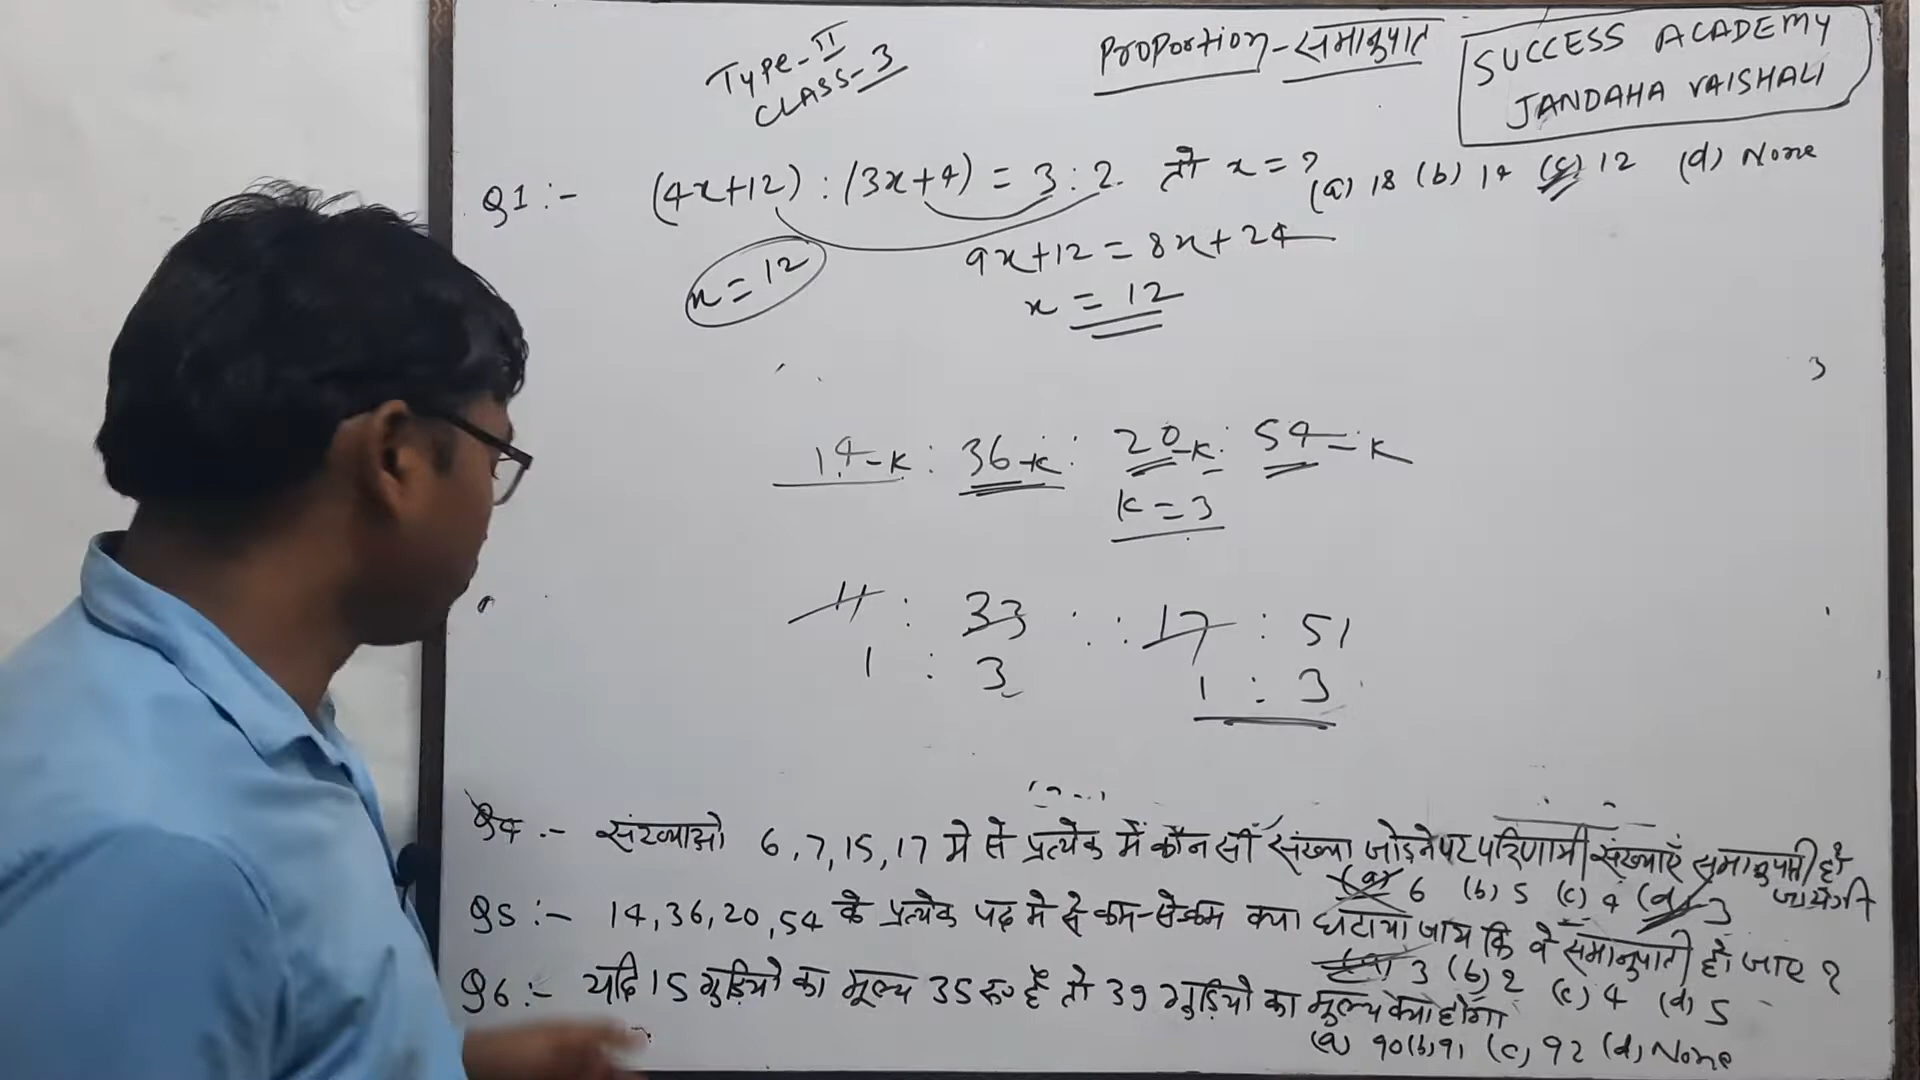 Type-II
CLASS-3
Proportion-समानुपात
SUCCESS ACADEMY
JANDAHA VAISHALI
Q1:- (4x+12) : (3x+4) = 3:2. तो x=? (a) 18 (b) 14 (c) 12 (d) None
x=12
9x+12 = 8x+24
x = 12
14-k : 36-k : 20-k : 54-k
k=3
11 : 33 :: 17 : 51
1 : 3 1 : 3
Q4:- संख्याओ 6,7,15,17 मे से प्रत्येक में कौन सी संख्या जोड़ने पर परिणामी संख्याएँ समानुपाती हो जायेगी ?
(a) 6 (b) 5 (c) 4 (d) 3
Q5:- 14,36,20,54 के प्रत्येक पद मे से कम-से-कम क्या घटाया जाय कि वे समानुपाती हो जाए ?
(a) 3 (b) 2 (c) 4 (d) 5
Q6:- यदि 15 गुड़ियो का मूल्य 35 रु० है तो 39 गुड़ियो का मूल्य क्या होगा
(a) 90 (b) 91 (c) 92 (d) None